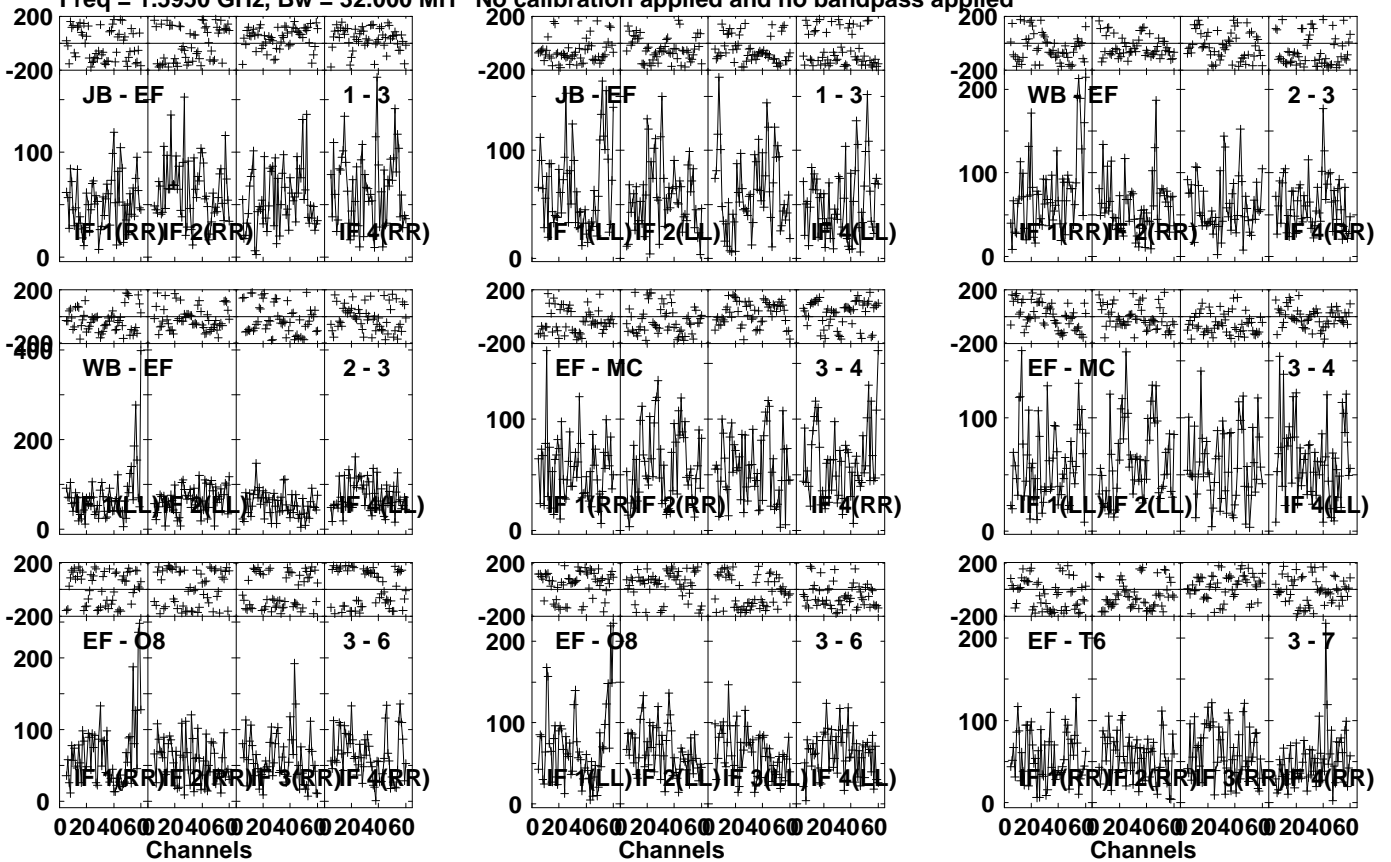 Freq = 1.5950 GHz, Bw = 32.000 MH No calibration applied and no bandpass applied
200
-200
JB - EF 1 - 3
100
IF 1(RR) IF 2(RR) IF 4(RR)
0
JB - EF 1 - 3
100
IF 1(LL) IF 2(LL) IF 4(LL)
0
-200
200
WB - EF 2 - 3
100
IF 1(RR) IF 2(RR) IF 4(RR)
0
200
-200
400
WB - EF 2 - 3
200
IF 1(LL) IF 2(LL) IF 4(LL)
0
200
-200
EF - MC 3 - 4
100
IF 1(RR) IF 2(RR) IF 4(RR)
0
200
-200
EF - MC 3 - 4
100
IF 1(LL) IF 2(LL) IF 4(LL)
0
200
-200
EF - O8 3 - 6
200
100
IF 1(RR) IF 2(RR) IF 3(RR) IF 4(RR)
0
0 20 40 60 0 20 40 60 0 20 40 60 0 20 40 60
Channels
200
-200
EF - O8 3 - 6
200
100
IF 1(LL) IF 2(LL) IF 3(LL) IF 4(LL)
0
0 20 40 60 0 20 40 60 0 20 40 60 0 20 40 60
Channels
200
-200
EF - T6 3 - 7
200
100
IF 1(RR) IF 2(RR) IF 3(RR) IF 4(RR)
0
0 20 40 60 0 20 40 60 0 20 40 60 0 20 40 60
Channels